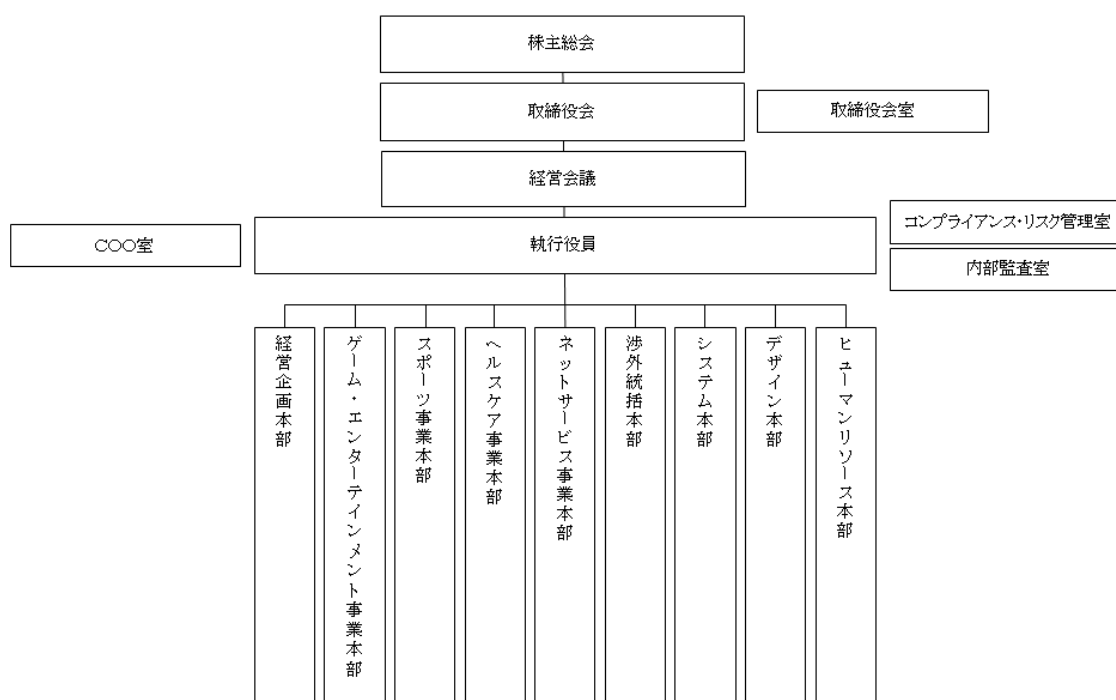 株主総会
取締役会
取締役会室
経営会議
コンプライアンス・リスク管理室
COO室
執行役員
内部監査室
経営企画本部
ゲーム・エンターテインメント事業本部
スポーツ事業本部
ヘルスケア事業本部
ネットサービス事業本部
渉外統括本部
システム本部
デザイン本部
ヒューマンリソース本部